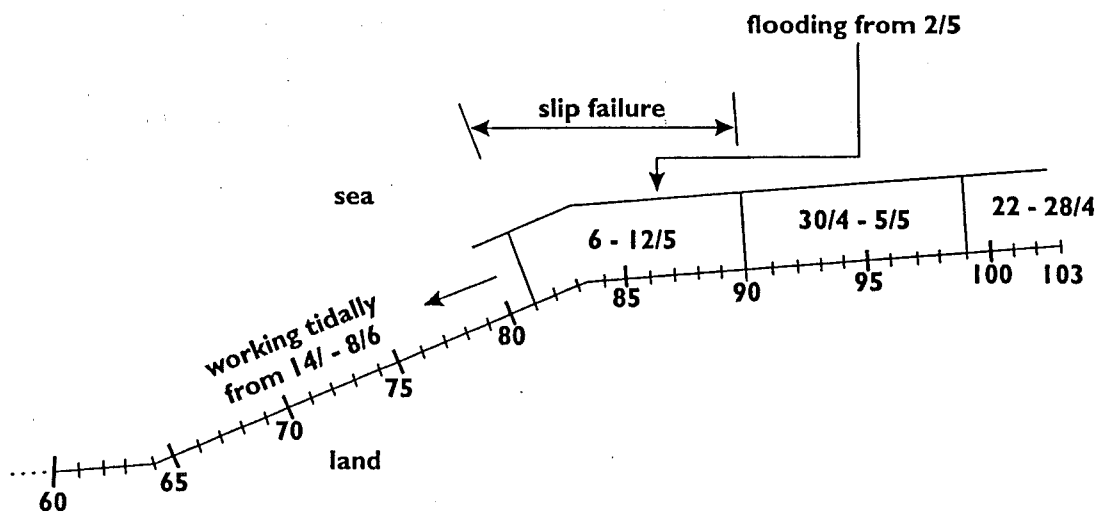 flooding from 2/5
slip failure
sea
6 - 12/5
30/4 - 5/5
22 - 28/4
85
90
95
100
103
working tidally
from 14/ - 8/6
80
75
70
65
60
land